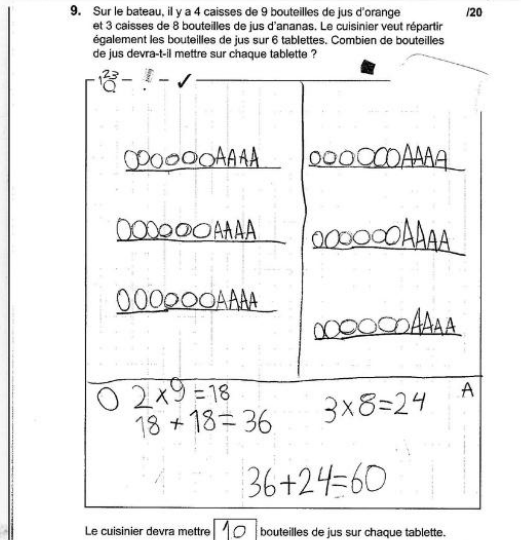 9. Sur le bateau, il y a 4 caisses de 9 bouteilles de jus d'orange /20
et 3 caisses de 8 bouteilles de jus d'ananas. Le cuisinier veut répartir
également les bouteilles de jus sur 6 tablettes. Combien de bouteilles
de jus devra-t-il mettre sur chaque tablette ?
123
OOOOOOAAAA OOOOOOAAAA
OOOOOOAAAA OOOOOOAAAA
OOOOOOAAAA OOOOOOAAAA
O 2×9=18 3×8=24 A
18+18=36
36+24=60
Le cuisinier devra mettre 10 bouteilles de jus sur chaque tablette.